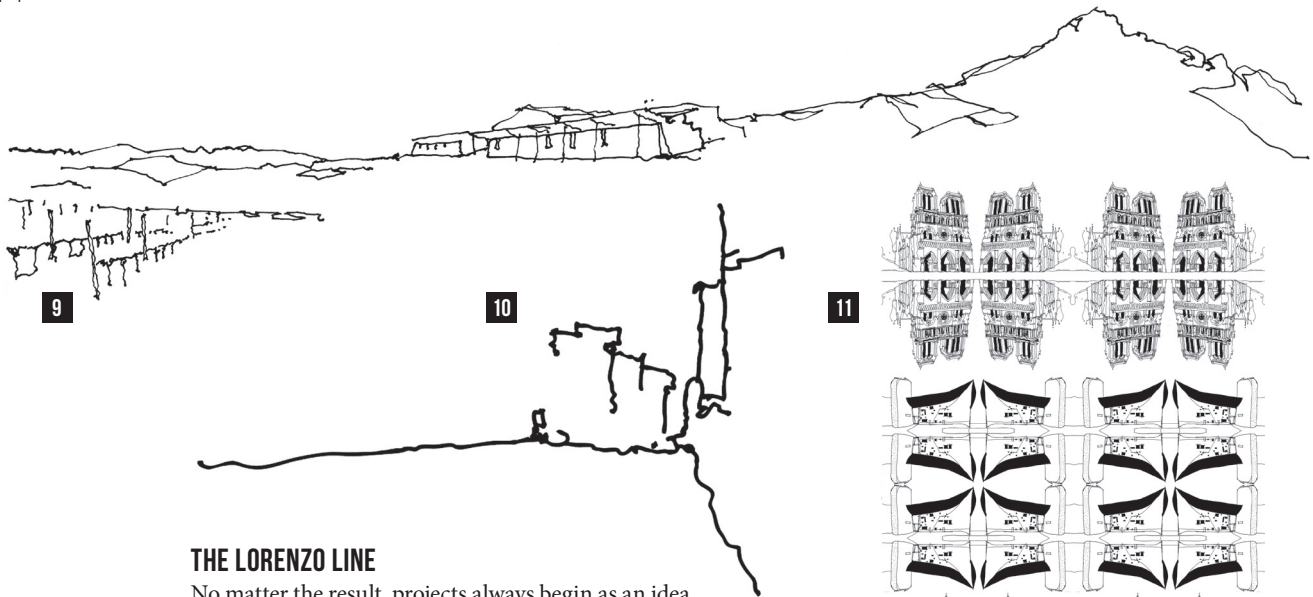 9
10
11
THE LORENZO LINE
No matter the result, projects always begin as an idea